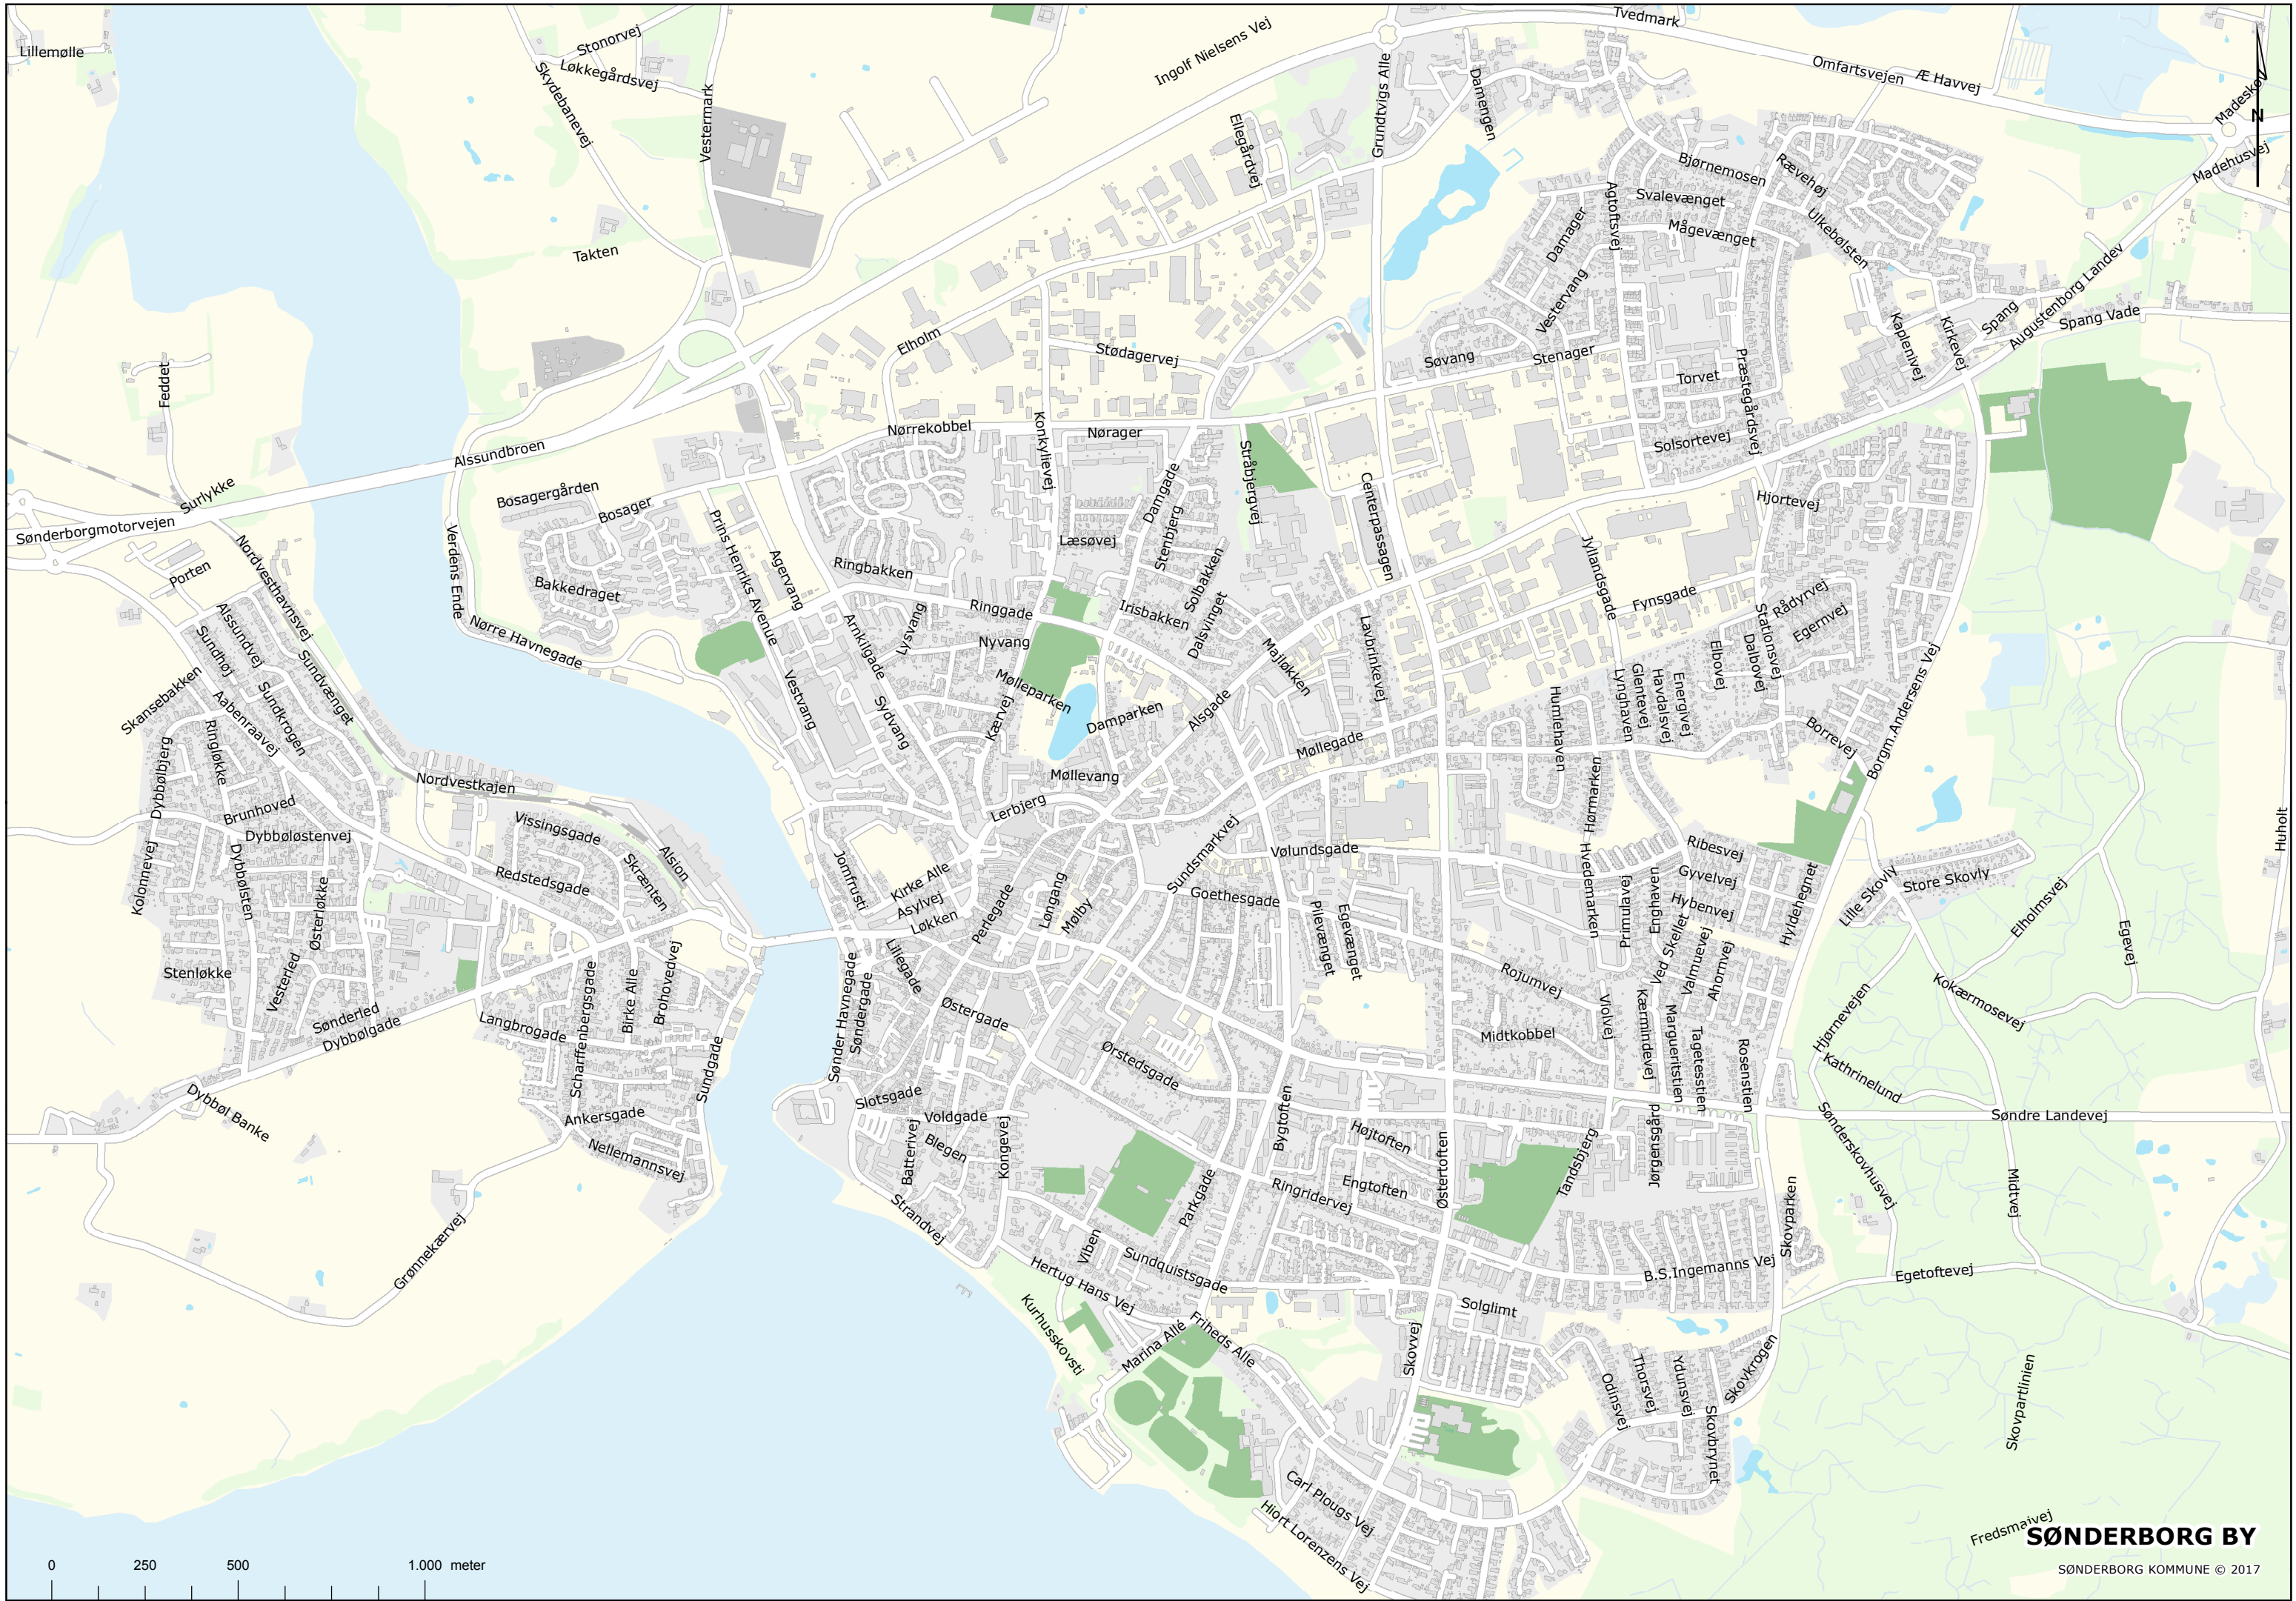 Tvedmark
Ingolf Nielsens Vej
Stonorvej
Lillemølle
Løkkegårdsvej
Skydebanevej
Vestermark
Grundtvigs Alle
Damengen
Omfartsvejen
Æ Havvej
Madeskov
N
Madehusvej
Ellegårdvej
Bjørnemosen
Rævehøj
Svalevænget
Agtoftsvej
Mågevænget
Ulkebølsten
Damager
Takten
Vestervang
Augustenborg Landev
Spang
Spang Vade
Kirkevej
Kaplenivej
Elholm
Stødagervej
Søvang
Stenager
Torvet
Præstegårdsvej
Feddet
Nørrekobbel
Konkylievej
Nørager
Stråbjergvej
Solsortevej
Alssundbroen
Damgade
Centerpassagen
Bosagergården
Bosager
Surlykke
Sønderborgmotorvejen
Hjortevej
Prins Henriks Avenue
Agervang
Læsøvej
Stenbjerg
Solbakken
Jyllandsgade
Verdens Ende
Nordvesthavnsvej
Porten
Bakkedraget
Ringbakken
Ringgade
Irisbakken
Dalsvinget
Fynsgade
Rådyrvej
Egernvej
Stationsvej
Dalbovej
Elbovej
Alssundvej
Sundhøj
Nørre Havnegade
Arnkilgade
Lysvang
Nyvang
Majløkken
Lavbrinkevej
Sundvænget
Skansebakken
Sundkrogen
Aabenraavej
Vestvang
Mølleparken
Damparken
Alsgade
Lynghaven
Glentevej
Havdalsvej
Energivej
Borgm.Andersens Vej
Humlehaven
Borrevej
Ringløkke
Dybbølbjerg
Sydvang
Kærvej
Møllegade
Møllevang
Nordvestkajen
Brunhoved
Dybbøløstenvej
Vissingsgade
Lerbjerg
Hørmarken
Huholt
Kolonnevej
Dybbølsten
Redstedsgade
Skrænten
Alsion
Jomfrusti
Kirke Alle
Asylvej
Løkken
Perlegade
Løngang
Mølby
Sundsmarkvej
Vølundsgade
Goethesgade
Hvedemarken
Ribesvej
Gyvelvej
Hybenvej
Enghaven
Primulavej
Hyldehegnet
Lille Skovly
Store Skovly
Elholmsvej
Egevej
Østerløkke
Pilevænget
Egevænget
Ved Skellet
Valmuevej
Ahornvej
Stenløkke
Vesterled
Sønderled
Dybbølgade
Langbrogade
Scharffenbergsgade
Birke Alle
Brohovedvej
Sundgade
Lillegade
Sønder Havnegade
Søndergade
Østergade
Ørstedsgade
Rojumvej
Midtkobbel
Violvej
Kærmindevej
Margueritstien
Tagetesstien
Rosenstien
Kokærmosevej
Hjørnevejen
Kathrinelund
Søndre Landevej
Dybbøl Banke
Ankersgade
Nellemannsvej
Slotsgade
Voldgade
Blegen
Batterivej
Kongevej
Bygtoften
Højtoften
Engtoften
Østertoften
Tandsbjerg
Jørgensgård
Sønderskovhusvej
Midtvej
Skovparken
Parkgade
Ringridervej
Strandvej
Grønnekærvej
Viben
Sundquistsgade
Hertug Hans Vej
B.S.Ingemanns Vej
Egetoftevej
Solglimt
Kurhusskovsti
Marina Allé
Friheds Alle
Skovvej
Odinsvej
Thorsvej
Ydunsvej
Skovbrynet
Skovkrogen
Skovpartlinien
Carl Plougs Vej
Hiort Lorenzens Vej
Fredsmajvej
SØNDERBORG BY
SØNDERBORG KOMMUNE © 2017
0 250 500 1.000 meter